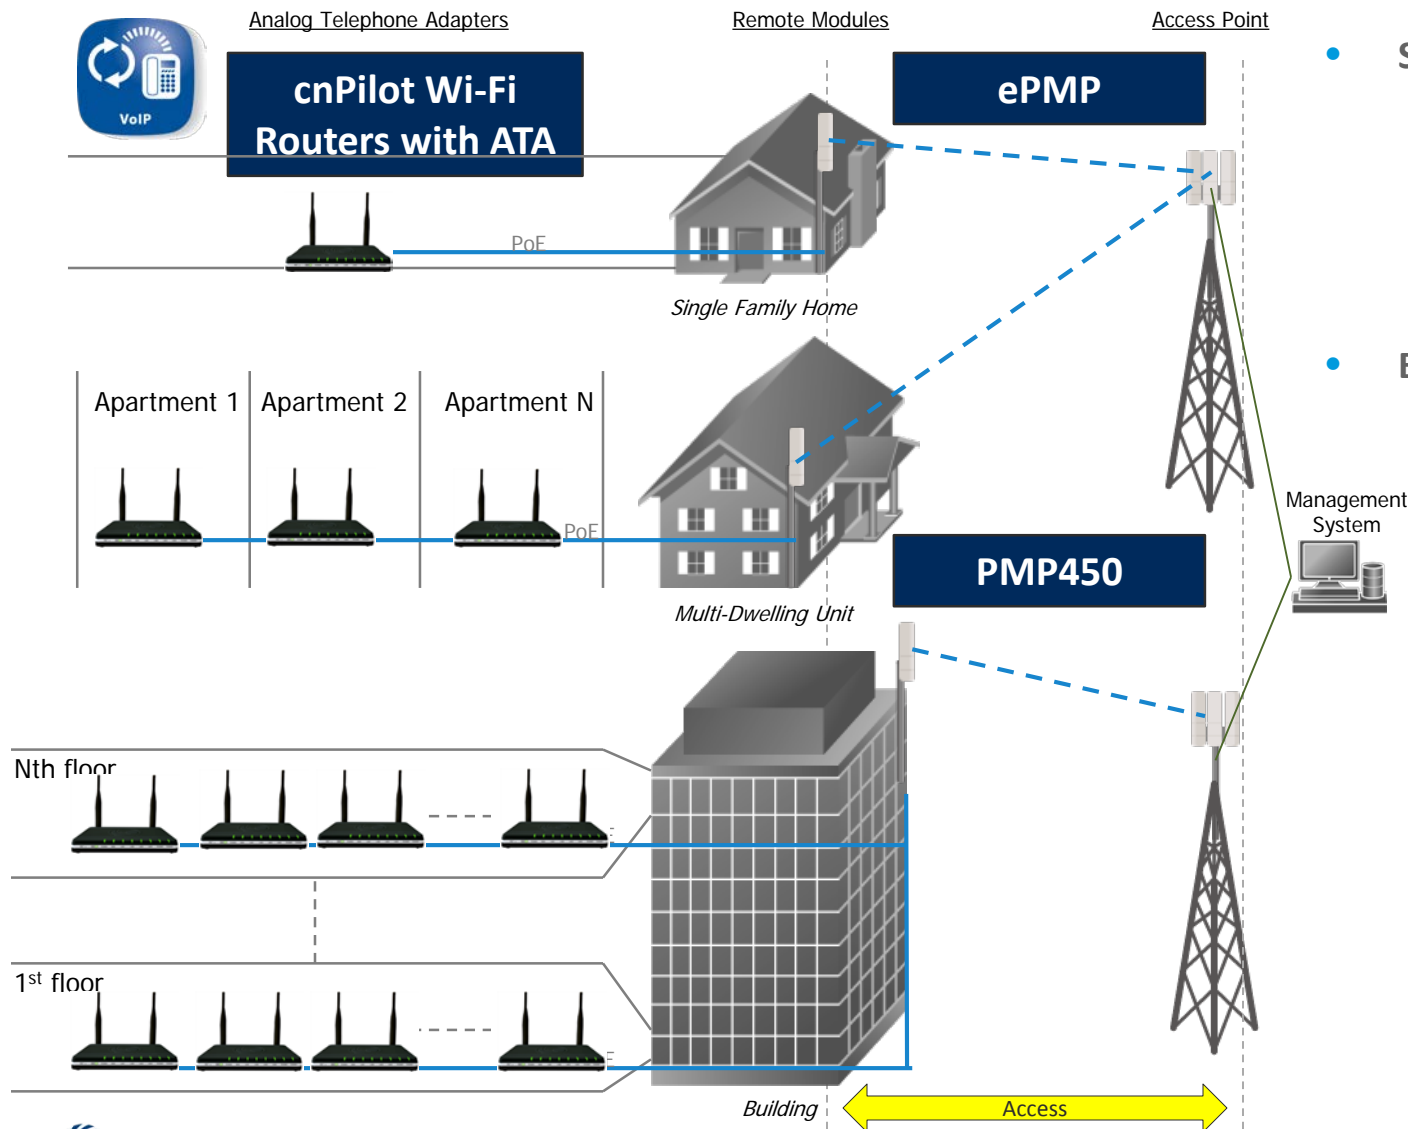 Analog Telephone Adapters
Remote Modules
Access Point
VoIP
cnPilot Wi-Fi
Routers with ATA
ePMP
S
PoE
Single Family Home
E
Apartment 1
Apartment 2
Apartment N
PoE
Management
System
PMP450
Multi-Dwelling Unit
Nth floor
1st floor
Building
Access